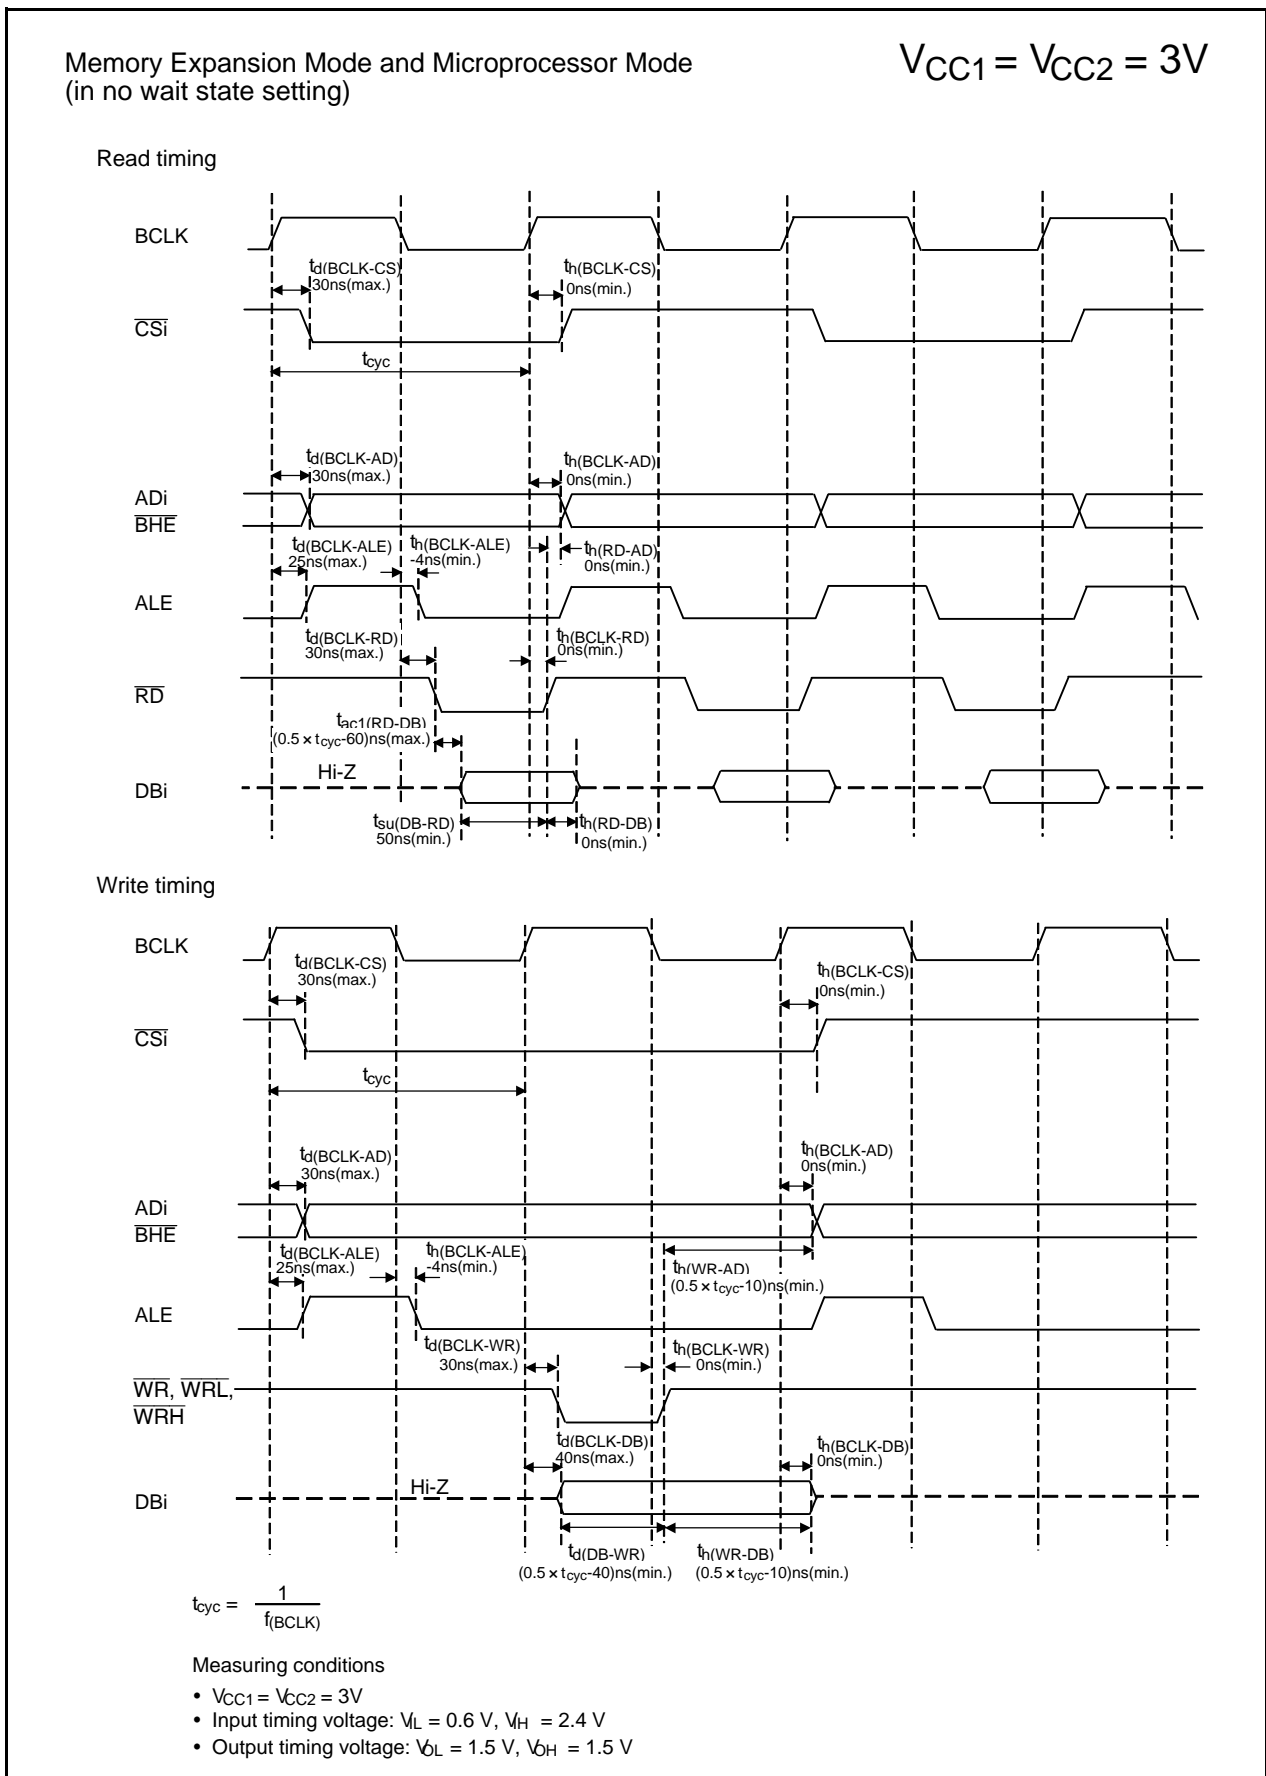 Memory Expansion Mode and Microprocessor Mode
(in no wait state setting)
VCC1 = VCC2 = 3V
Read timing
BCLK
td(BCLK-CS)
30ns(max.)
th(BCLK-CS)
0ns(min.)
CSi
tcyc
td(BCLK-AD)
30ns(max.)
th(BCLK-AD)
0ns(min.)
ADi
BHE
td(BCLK-ALE)
25ns(max.)
th(BCLK-ALE)
-4ns(min.)
th(RD-AD)
0ns(min.)
ALE
td(BCLK-RD)
30ns(max.)
th(BCLK-RD)
0ns(min.)
RD
tac1(RD-DB)
(0.5 × tcyc-60)ns(max.)
Hi-Z
DBi
tsu(DB-RD)
50ns(min.)
th(RD-DB)
0ns(min.)
Write timing
BCLK
td(BCLK-CS)
30ns(max.)
th(BCLK-CS)
0ns(min.)
CSi
tcyc
td(BCLK-AD)
30ns(max.)
th(BCLK-AD)
0ns(min.)
ADi
BHE
td(BCLK-ALE)
25ns(max.)
th(BCLK-ALE)
-4ns(min.)
th(WR-AD)
(0.5 × tcyc-10)ns(min.)
ALE
td(BCLK-WR)
30ns(max.)
th(BCLK-WR)
0ns(min.)
WR, WRL,
WRH
td(BCLK-DB)
40ns(max.)
th(BCLK-DB)
0ns(min.)
Hi-Z
DBi
td(DB-WR)
(0.5 × tcyc-40)ns(min.)
th(WR-DB)
(0.5 × tcyc-10)ns(min.)
tcyc = 1
f(BCLK)
Measuring conditions
• VCC1 = VCC2 = 3V
• Input timing voltage: VIL = 0.6 V, VIH = 2.4 V
• Output timing voltage: VOL = 1.5 V, VOH = 1.5 V